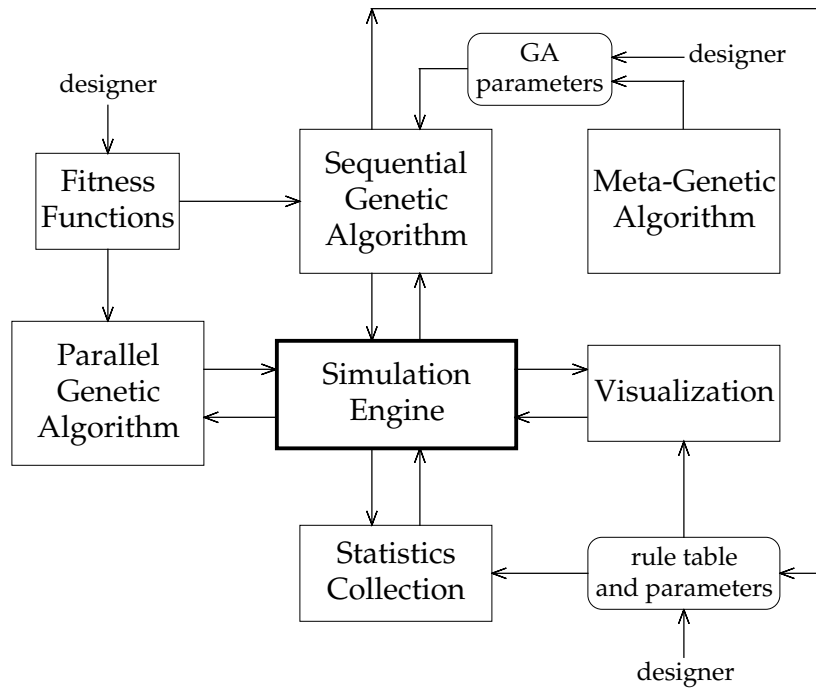 GA
parameters
designer
designer
Fitness
Functions
Sequential
Genetic
Algorithm
Meta-Genetic
Algorithm
Parallel
Genetic
Algorithm
Simulation
Engine
Visualization
Statistics
Collection
rule table
and parameters
designer